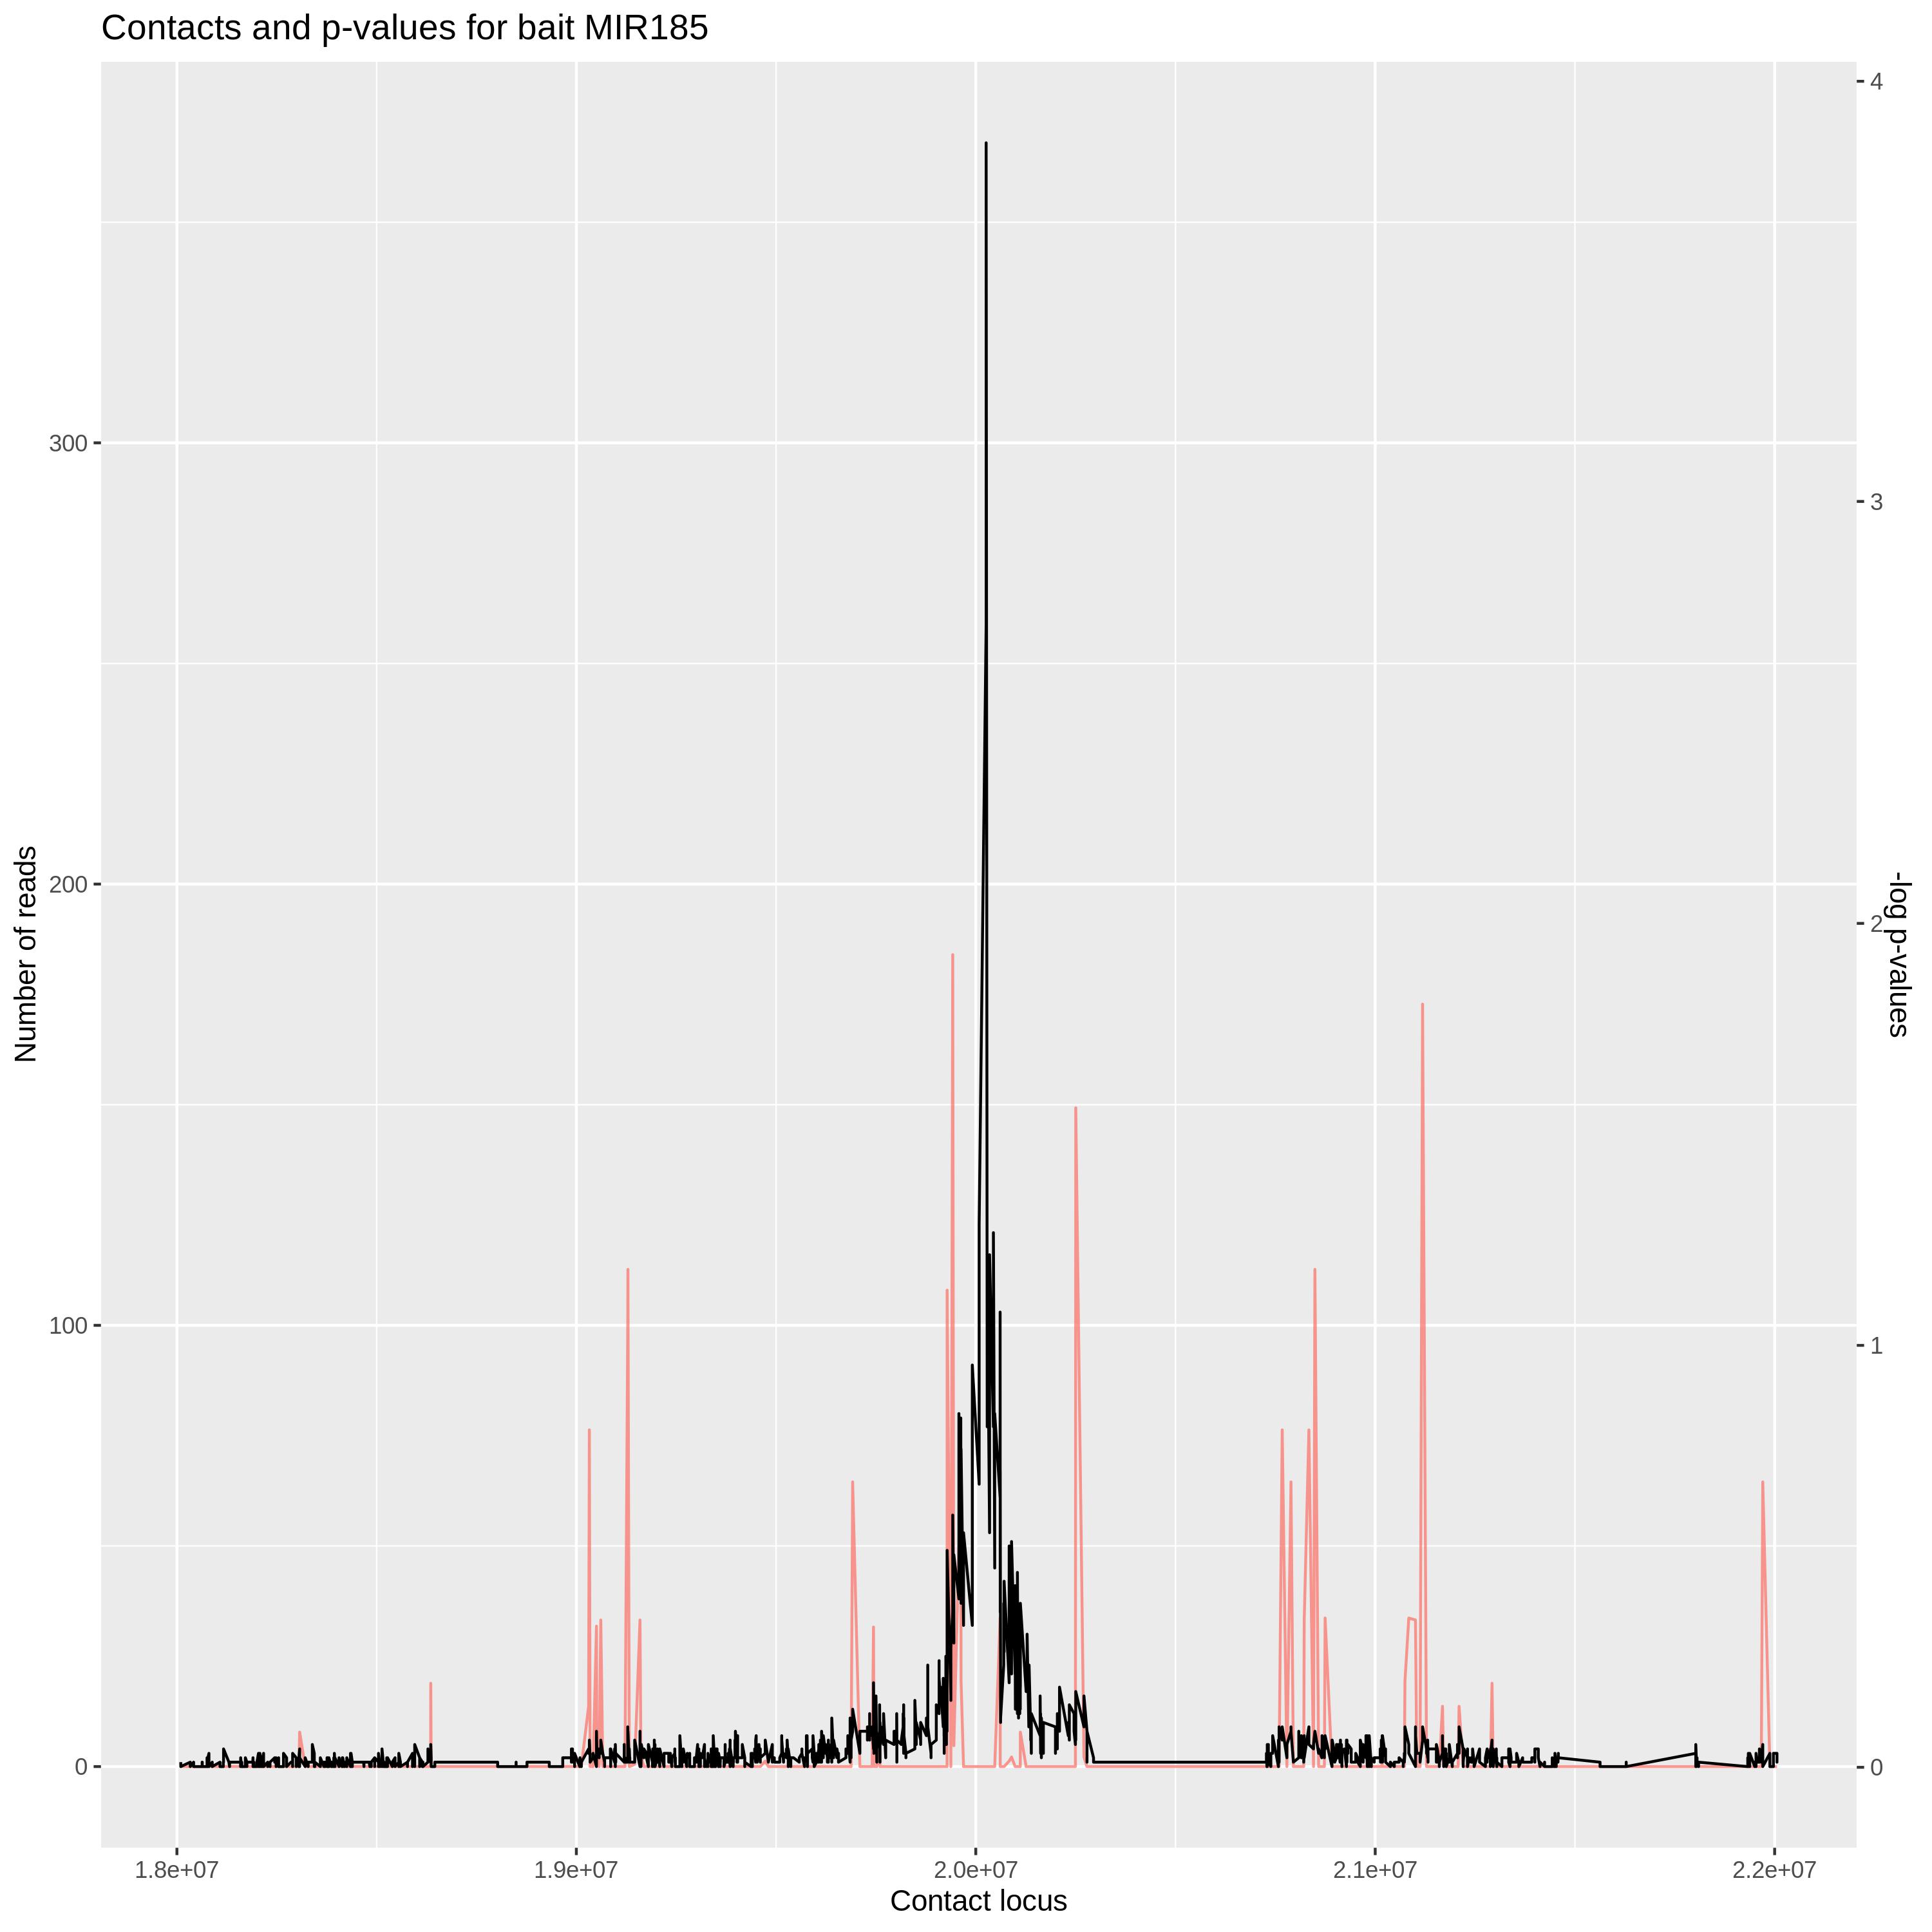 Contacts and p-values for bait MIR185
Number of reads
300
200
100
0
4
3
2
1
0
-log p-values
1.8e+07
1.9e+07
2.0e+07
2.1e+07
2.2e+07
Contact locus